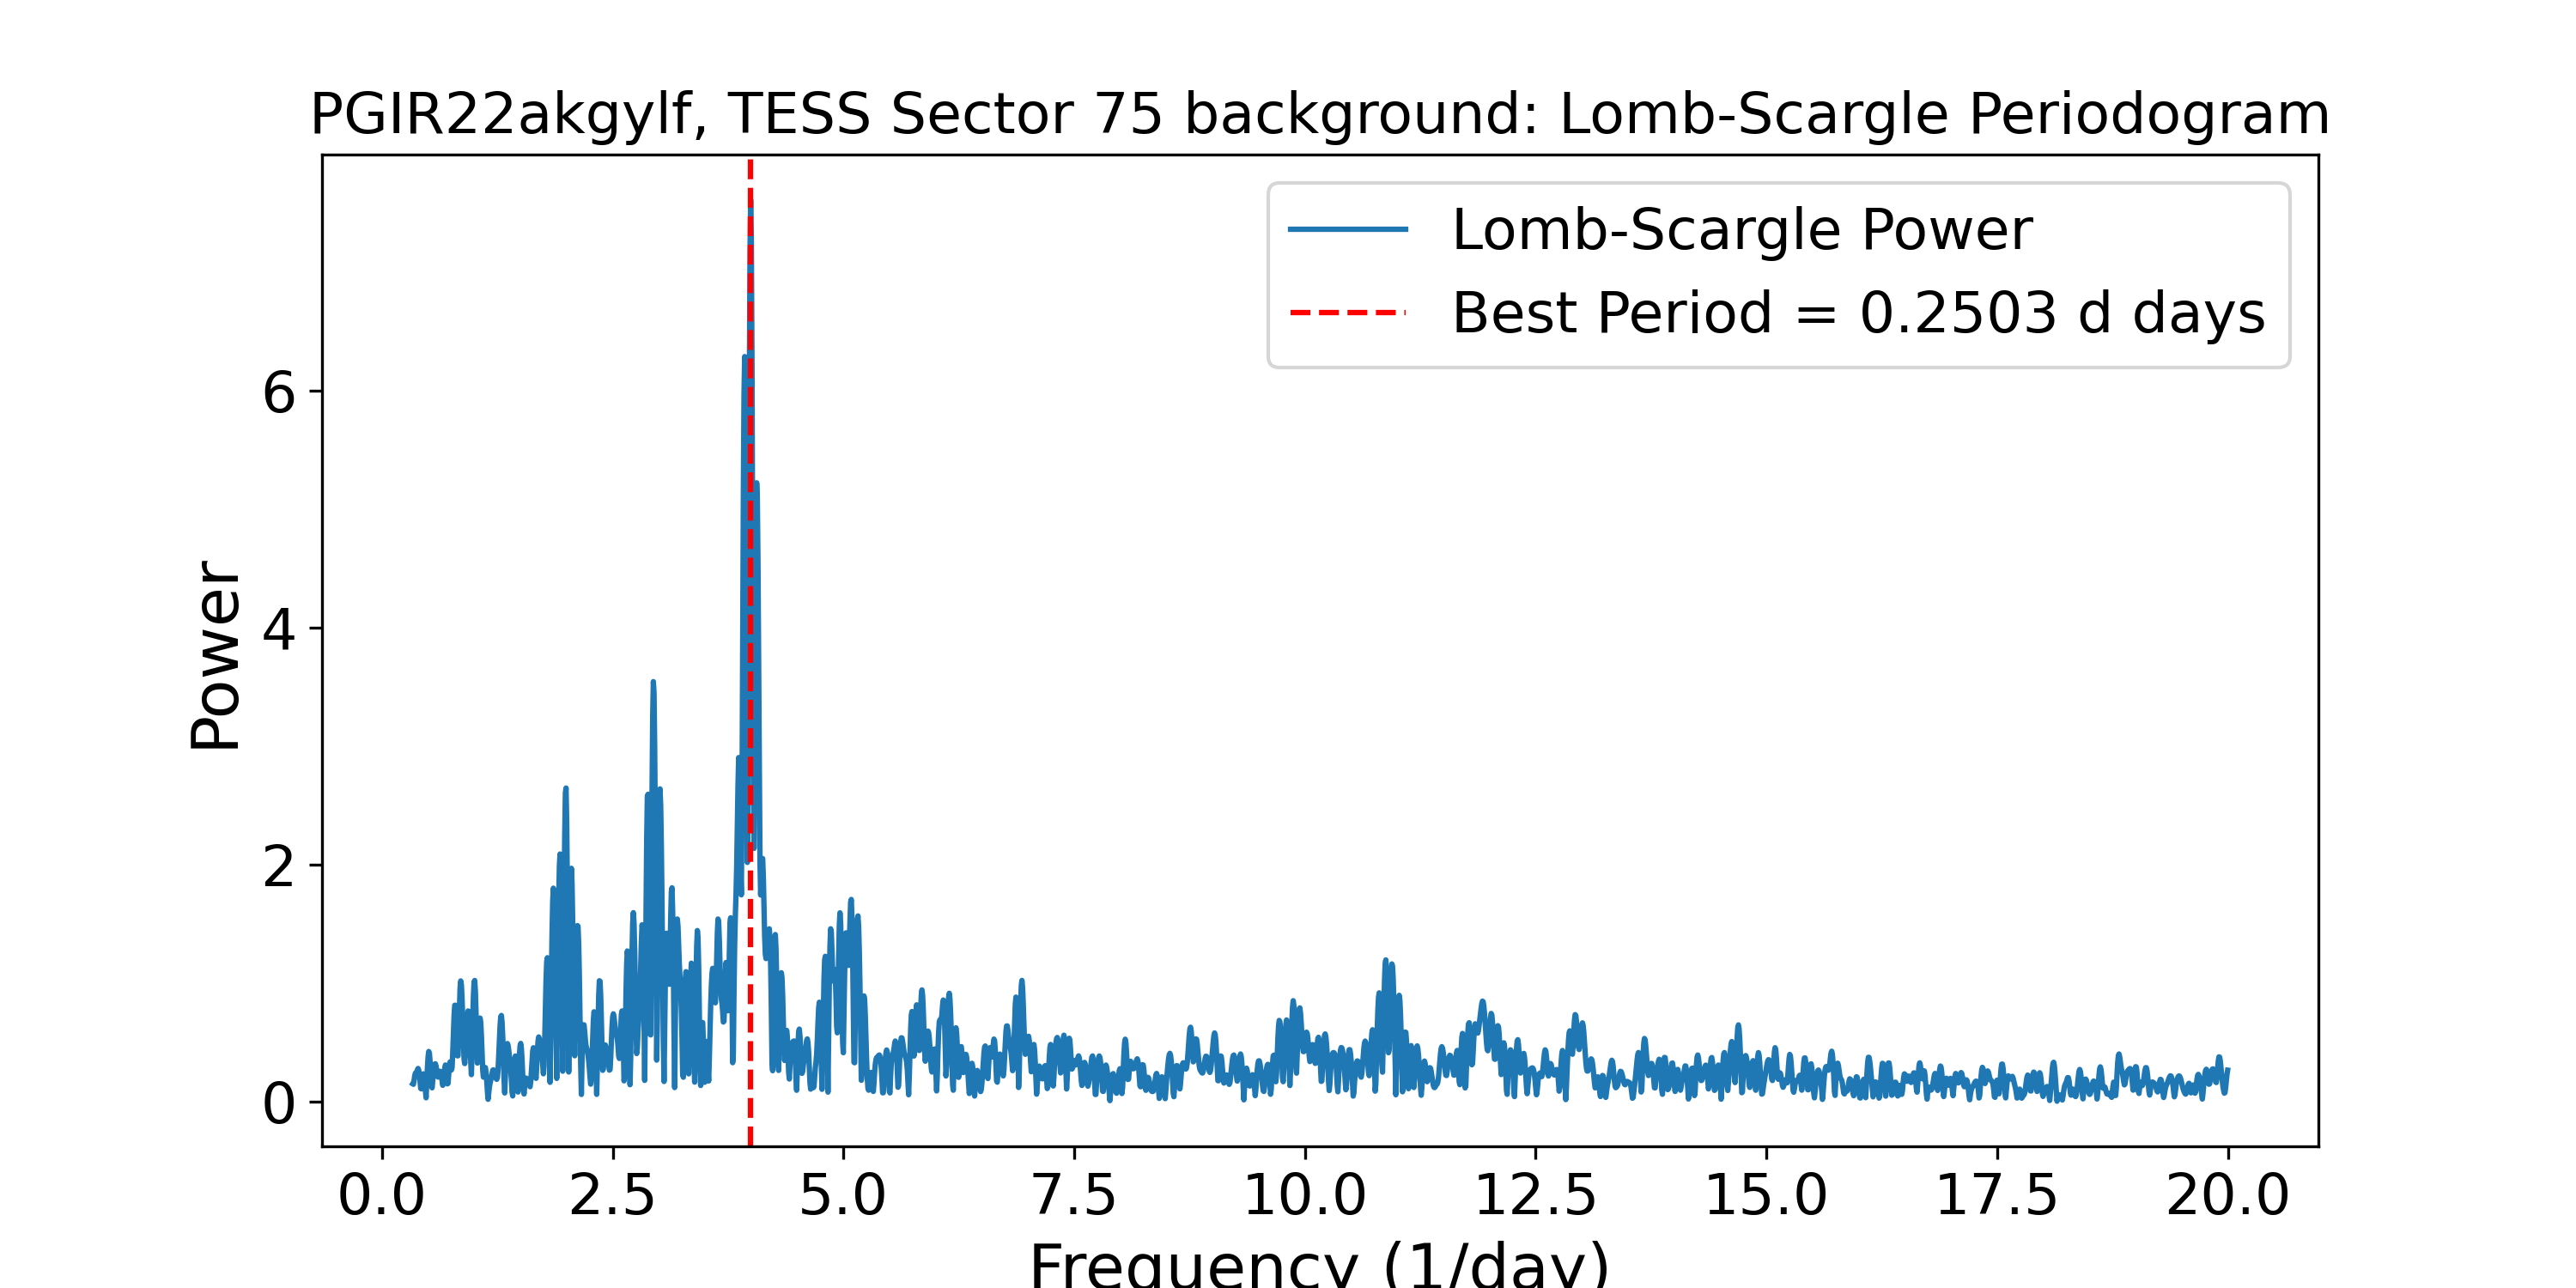 PGIR22akgylf, TESS Sector 75 background: Lomb-Scargle Periodogram
Lomb-Scargle Power
Best Period = 0.2503 d days
Power
6
4
2
0
0.0 2.5 5.0 7.5 10.0 12.5 15.0 17.5 20.0
Frequency (1/day)